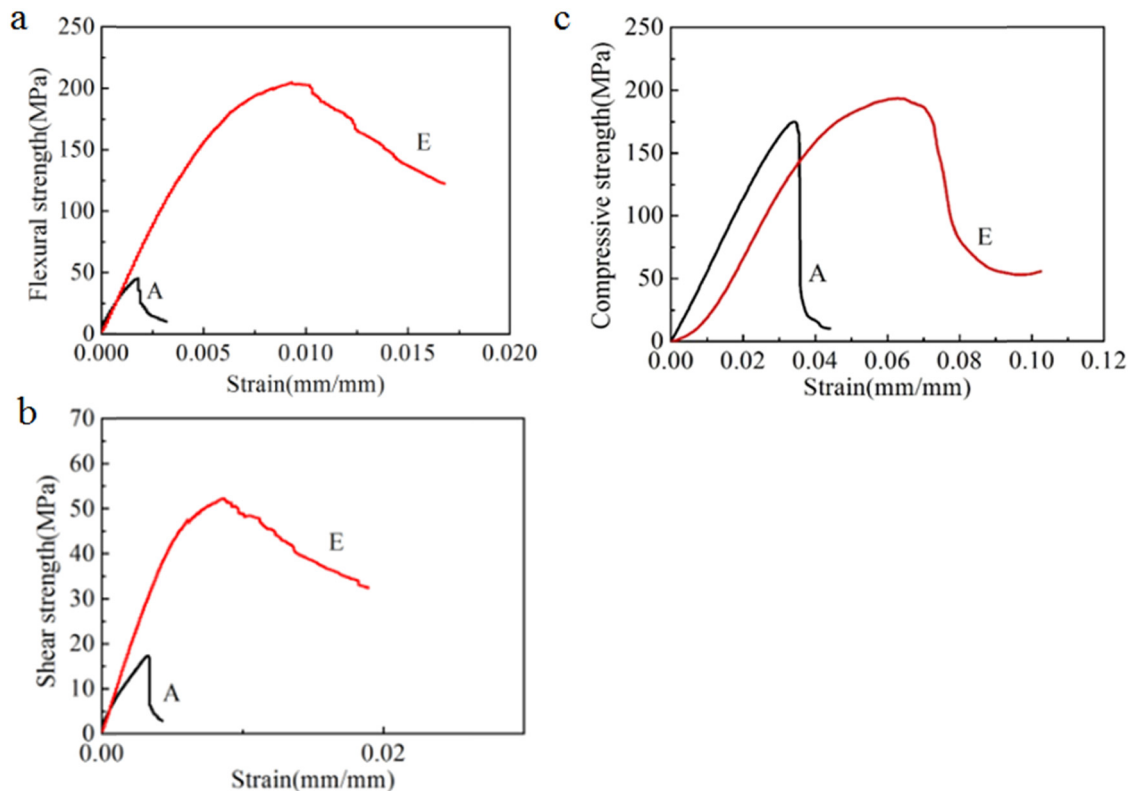 a
Flexural strength(MPa)
250
200
150
100
50
0
E
A
0.000 0.005 0.010 0.015 0.020
Strain(mm/mm)
c
Compressive strength(MPa)
250
200
150
100
50
0
E
A
0.00 0.02 0.04 0.06 0.08 0.10 0.12
Strain(mm/mm)
b
Shear strength(MPa)
70
60
50
40
30
20
10
0
E
A
0.00 0.02
Strain(mm/mm)